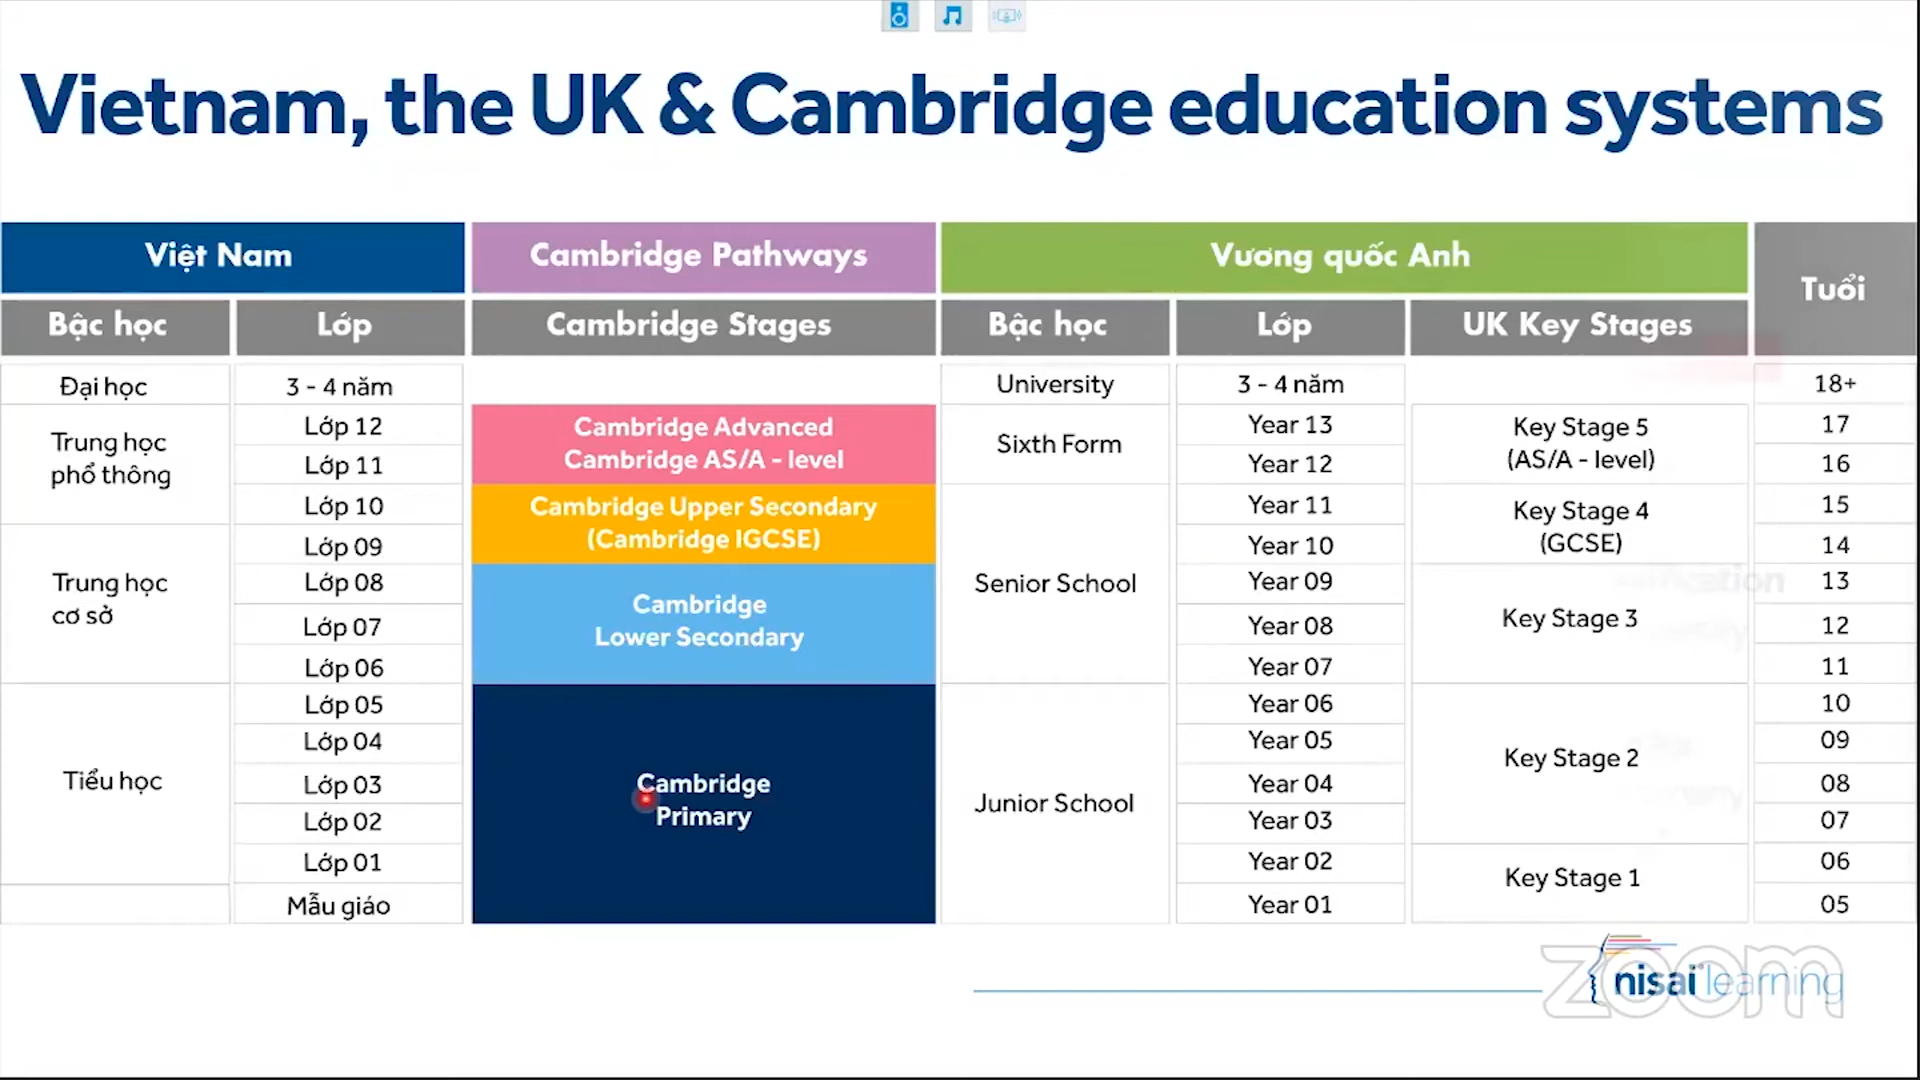 Vietnam, the UK & Cambridge education systems
Việt Nam
Cambridge Pathways
Vương quốc Anh
Tuổi
Bậc học
Lớp
Cambridge Stages
Bậc học
Lớp
UK Key Stages
Đại học
3 - 4 năm
University
3 - 4 năm
18+
Trung học
phổ thông
Lớp 12
Lớp 11
Lớp 10
Cambridge Advanced
Cambridge AS/A - level
Sixth Form
Year 13
Year 12
Key Stage 5
(AS/A - level)
17
16
Cambridge Upper Secondary
(Cambridge IGCSE)
Year 11
Year 10
Key Stage 4
(GCSE)
15
14
Trung học
cơ sở
Lớp 09
Lớp 08
Lớp 07
Lớp 06
Cambridge
Lower Secondary
Senior School
Year 09
Year 08
Year 07
Key Stage 3
13
12
11
Tiểu học
Lớp 05
Lớp 04
Lớp 03
Lớp 02
Lớp 01
Mẫu giáo
Cambridge
Primary
Junior School
Year 06
Year 05
Year 04
Year 03
Year 02
Year 01
Key Stage 2
Key Stage 1
10
09
08
07
06
05
nisai learning
zoom